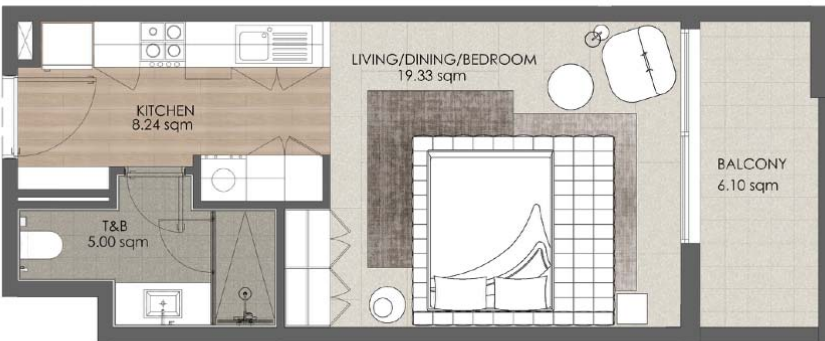 LIVING/DINING/BEDROOM
19.33 sqm
KITCHEN
8.24 sqm
BALCONY
6.10 sqm
T&B
5.00 sqm